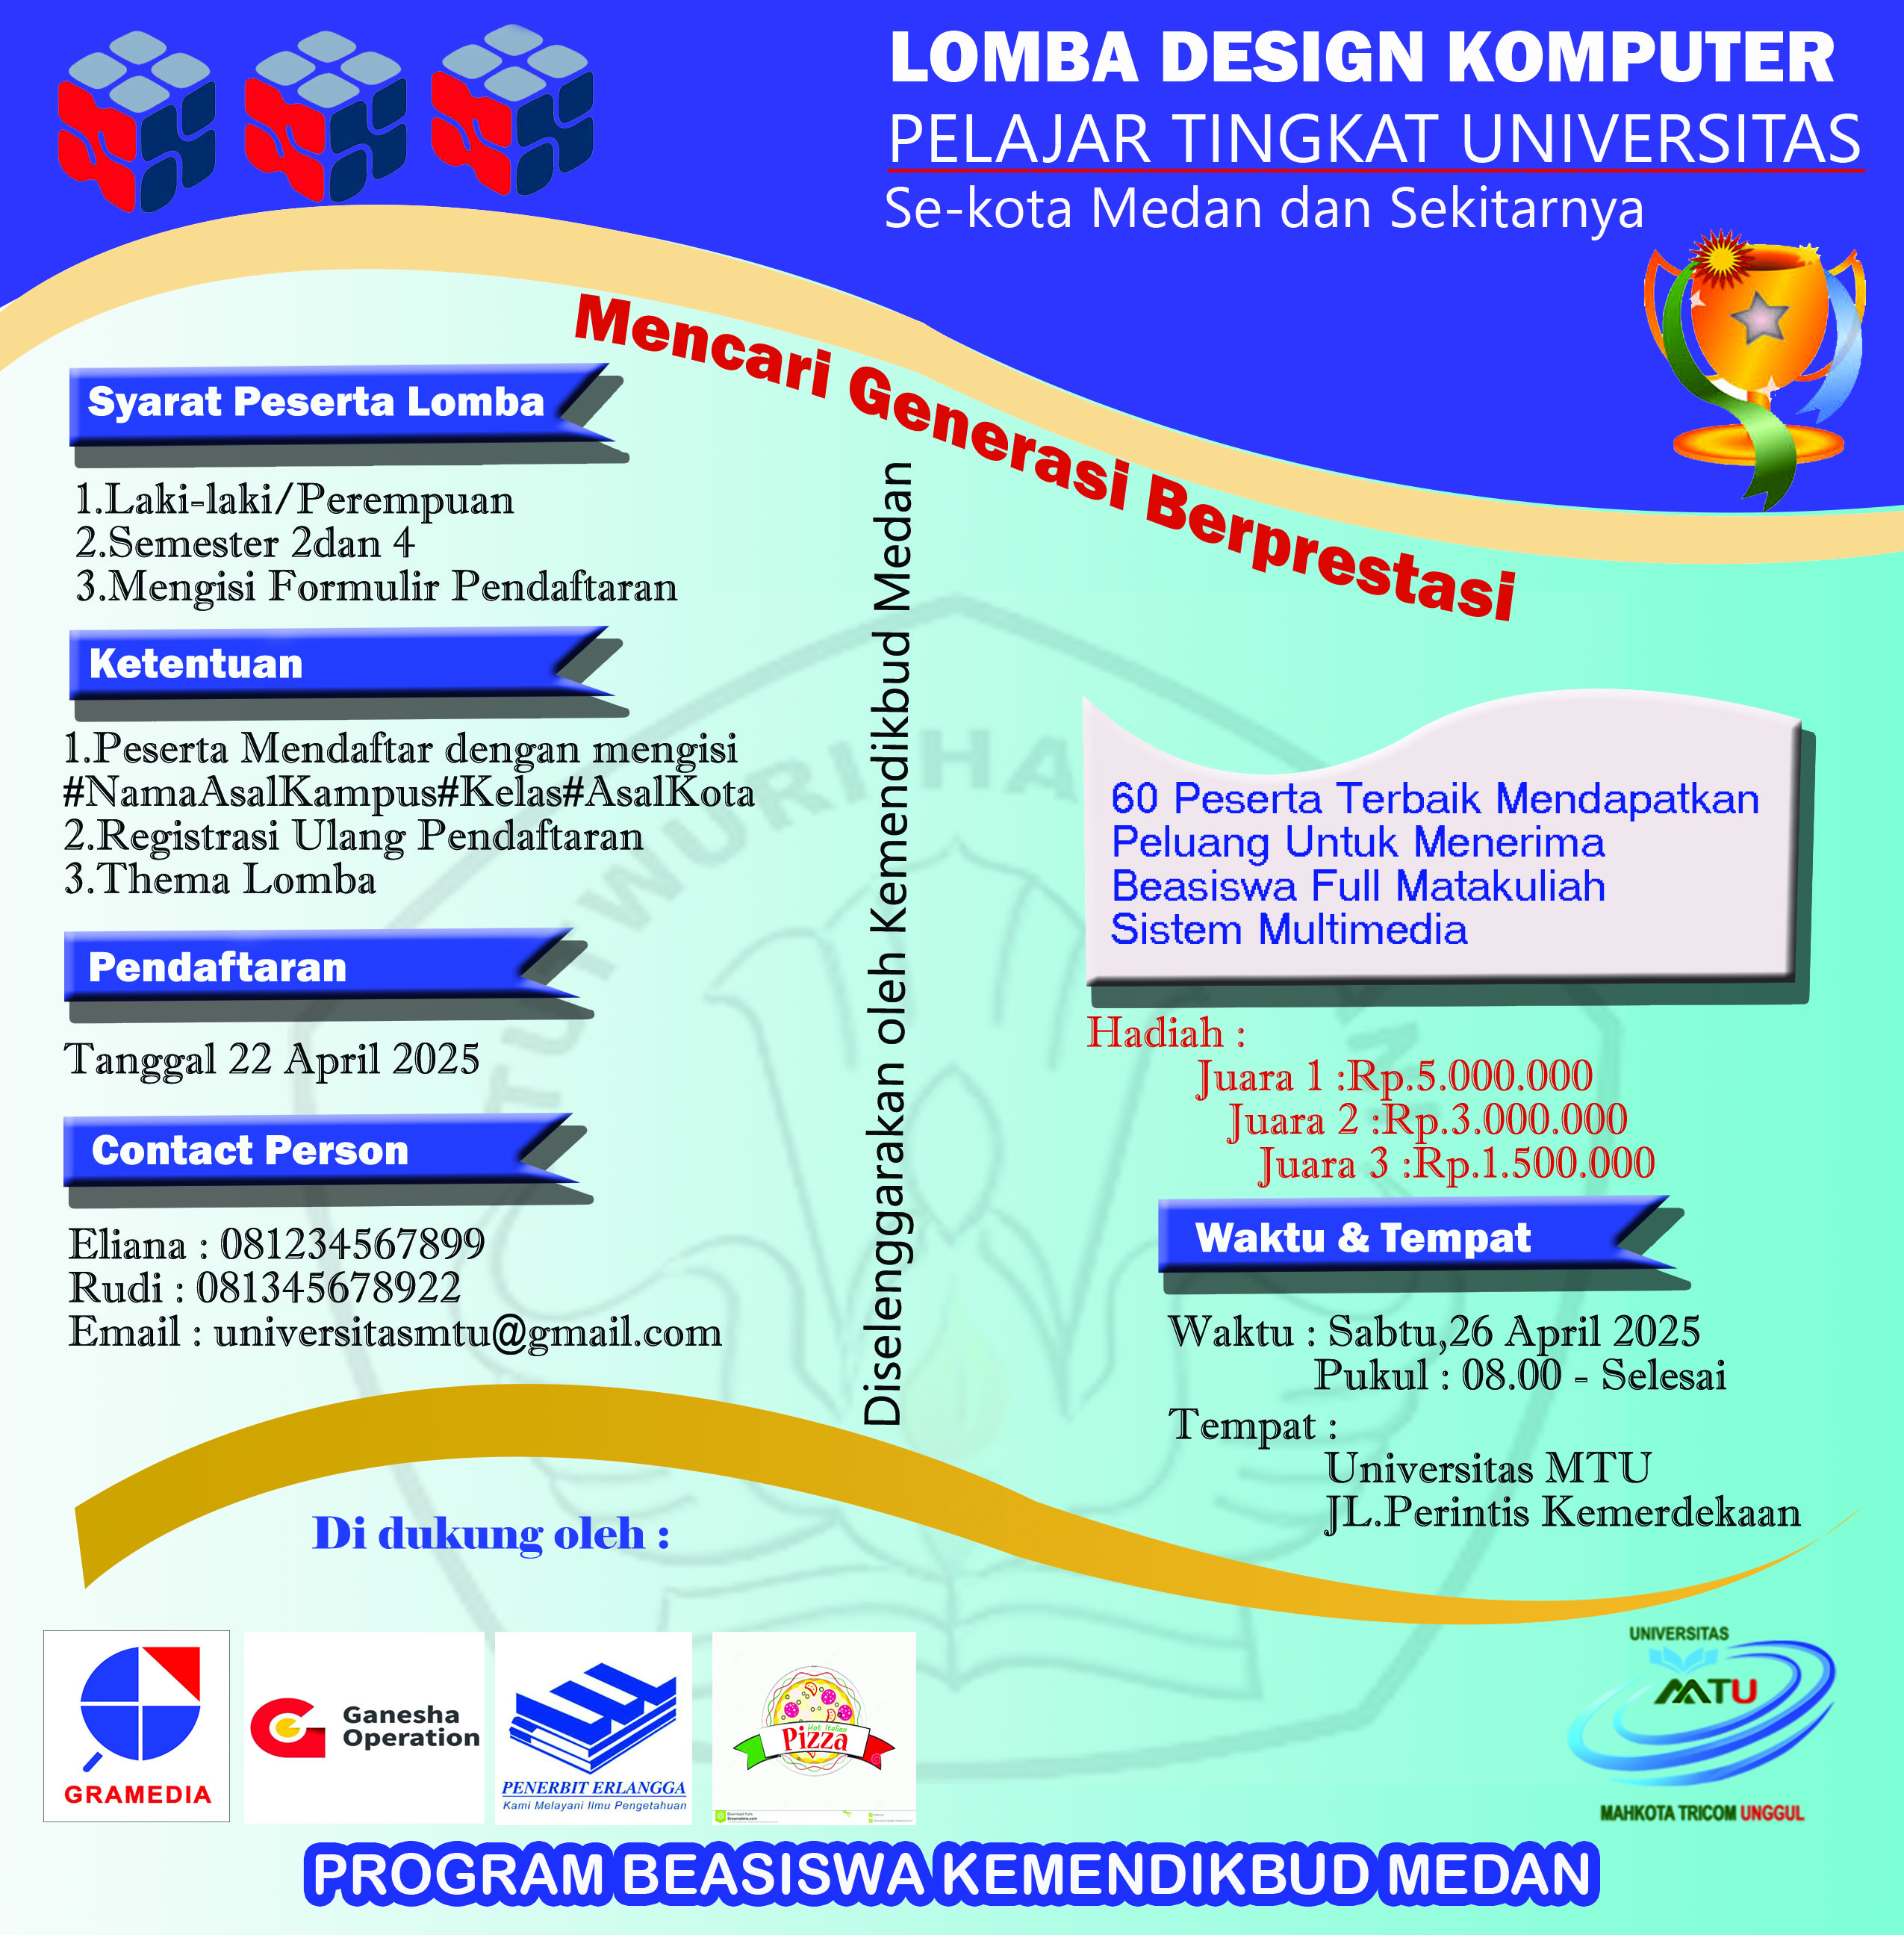 LOMBA DESIGN KOMPUTER
PELAJAR TINGKAT UNIVERSITAS
Se-kota Medan dan Sekitarnya
Mencari Generasi Berprestasi
Syarat Peserta Lomba
1.Laki-laki/Perempuan
2.Semester 2dan 4
3.Mengisi Formulir Pendaftaran
Ketentuan
1.Peserta Mendaftar dengan mengisi
#NamaAsalKampus#Kelas#AsalKota
2.Registrasi Ulang Pendaftaran
3.Thema Lomba
Pendaftaran
Tanggal 22 April 2025
Contact Person
Eliana : 081234567899
Rudi : 081345678922
Email : universitasmtu@gmail.com
Diselenggarakan oleh Kemendikbud Medan
TUT WURI HA
60 Peserta Terbaik Mendapatkan
Peluang Untuk Menerima
Beasiswa Full Matakuliah
Sistem Multimedia
Hadiah :
Juara 1 :Rp.5.000.000
Juara 2 :Rp.3.000.000
Juara 3 :Rp.1.500.000
Waktu & Tempat
Waktu : Sabtu,26 April 2025
Pukul : 08.00 - Selesai
Tempat :
Universitas MTU
JL.Perintis Kemerdekaan
Di dukung oleh :
GRAMEDIA
Ganesha
Operation
PENERBIT ERLANGGA
Kami Melayani Ilmu Pengetahuan
Hot Italian
Pizza
UNIVERSITAS
MTU
MAHKOTA TRICOM UNGGUL
PROGRAM BEASISWA KEMENDIKBUD MEDAN